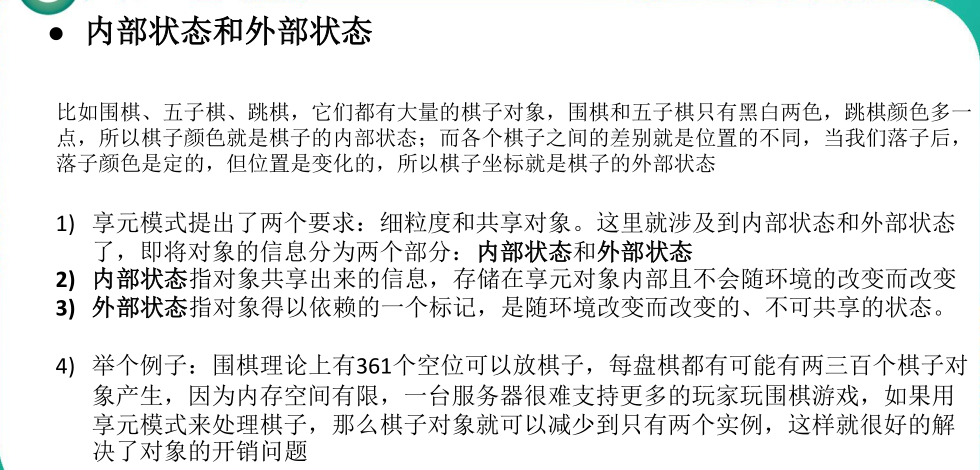 ● 内部状态和外部状态
比如围棋、五子棋、跳棋，它们都有大量的棋子对象，围棋和五子棋只有黑白两色，跳棋颜色多一
点，所以棋子颜色就是棋子的内部状态；而各个棋子之间的差别就是位置的不同，当我们落子后，
落子颜色是定的，但位置是变化的，所以棋子坐标就是棋子的外部状态
1) 享元模式提出了两个要求：细粒度和共享对象。这里就涉及到内部状态和外部状态
了，即将对象的信息分为两个部分：内部状态和外部状态
2) 内部状态指对象共享出来的信息，存储在享元对象内部且不会随环境的改变而改变
3) 外部状态指对象得以依赖的一个标记，是随环境改变而改变的、不可共享的状态。
4) 举个例子：围棋理论上有361个空位可以放棋子，每盘棋都有可能有两三百个棋子对
象产生，因为内存空间有限，一台服务器很难支持更多的玩家玩围棋游戏，如果用
享元模式来处理棋子，那么棋子对象就可以减少到只有两个实例，这样就很好的解
决了对象的开销问题